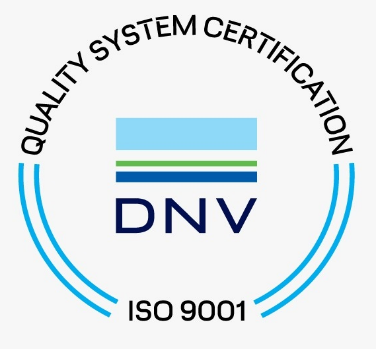 QUALITY SYSTEM CERTIFICATION
DNV
ISO 9001